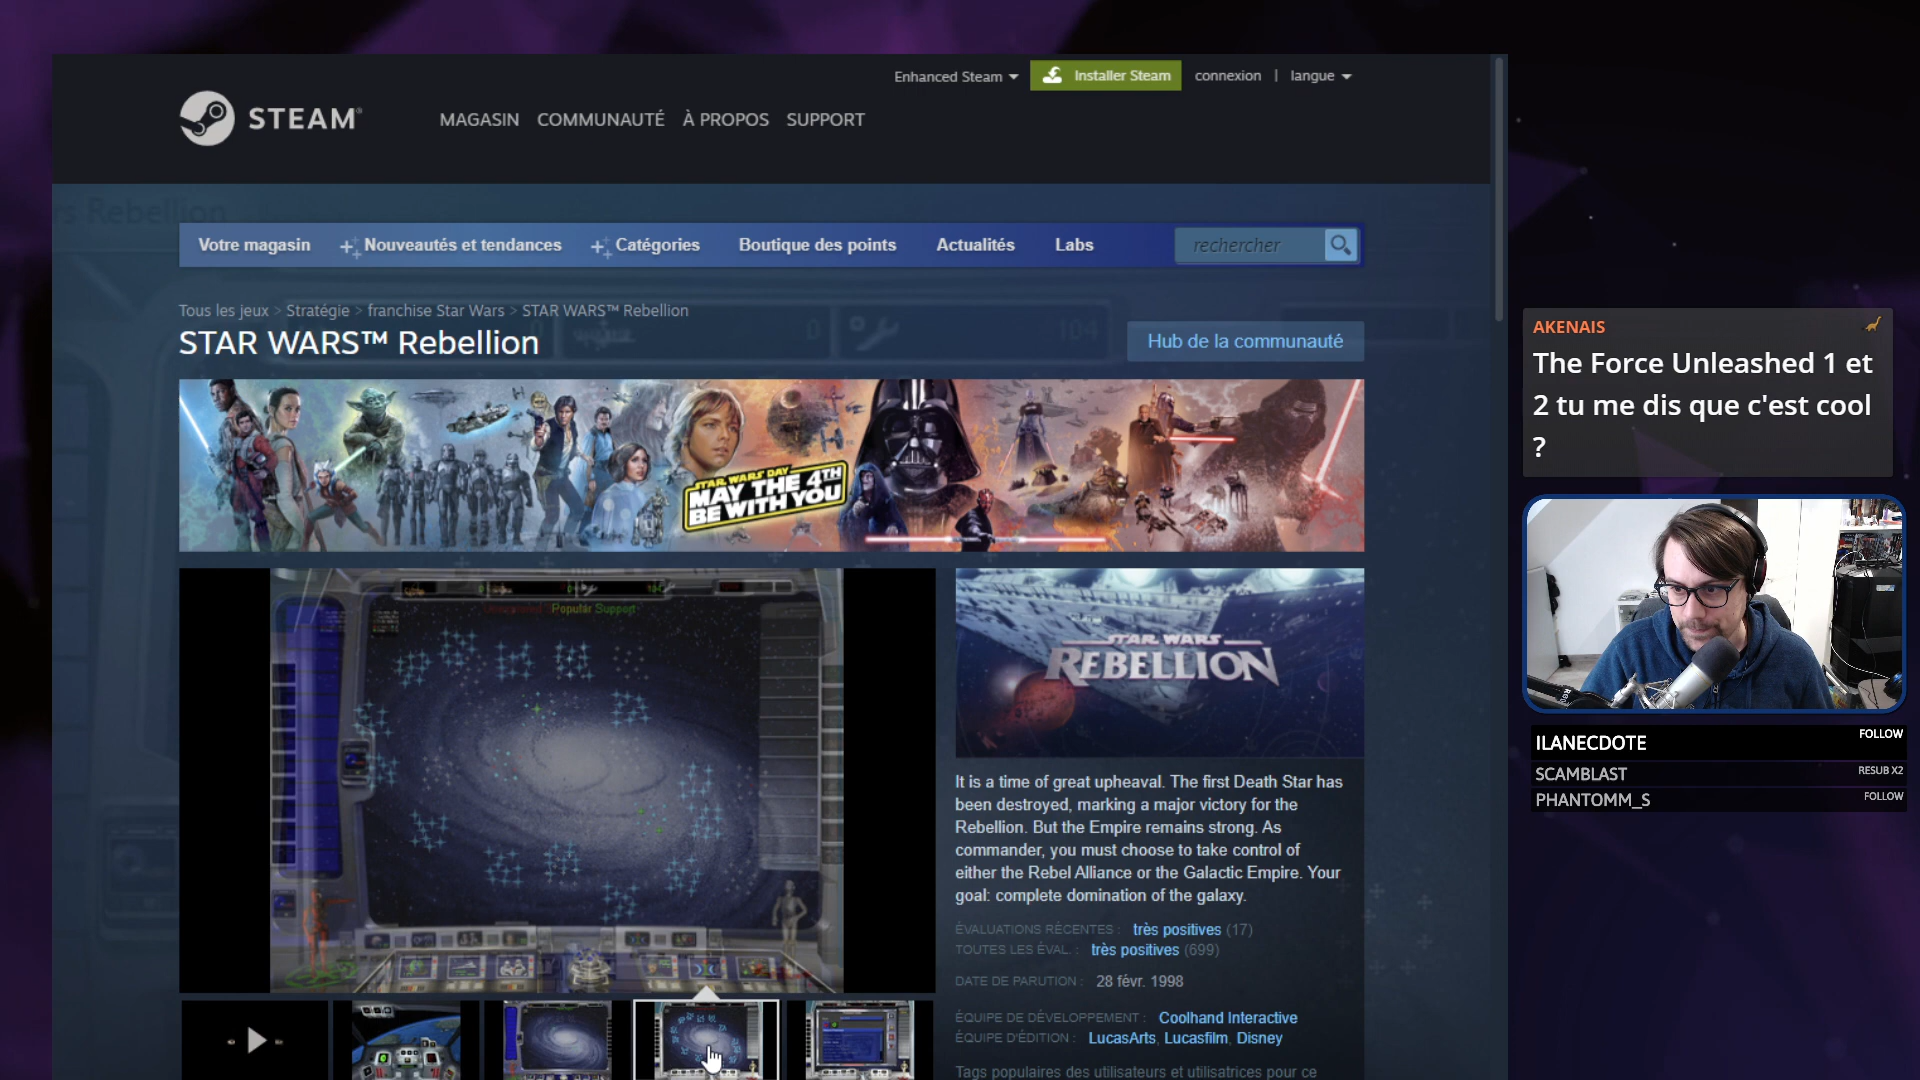 Enhanced Steam
Installer Steam
connexion | langue
STEAM®
MAGASIN COMMUNAUTÉ À PROPOS SUPPORT
Votre magasin Nouveautés et tendances Catégories Boutique des points Actualités Labs rechercher
Tous les jeux > Stratégie > franchise Star Wars > STAR WARS™ Rebellion
STAR WARS™ Rebellion
Hub de la communauté
STAR WARS DAY
MAY THE 4TH
BE WITH YOU
Popular Support
STAR WARS
REBELLION
It is a time of great upheaval. The first Death Star has
been destroyed, marking a major victory for the
Rebellion. But the Empire remains strong. As
commander, you must choose to take control of
either the Rebel Alliance or the Galactic Empire. Your
goal: complete domination of the galaxy.
ÉVALUATIONS RÉCENTES : très positives (17)
TOUTES LES ÉVAL. : très positives (699)
DATE DE PARUTION : 28 févr. 1998
ÉQUIPE DE DÉVELOPPEMENT : Coolhand Interactive
ÉQUIPE D'ÉDITION : LucasArts, Lucasfilm, Disney
Tags populaires des utilisateurs et utilisatrices pour ce
AKENAIS
The Force Unleashed 1 et
2 tu me dis que c'est cool
?
ILANECDOTE FOLLOW
SCAMBLAST RESUB X2
PHANTOMM_S FOLLOW